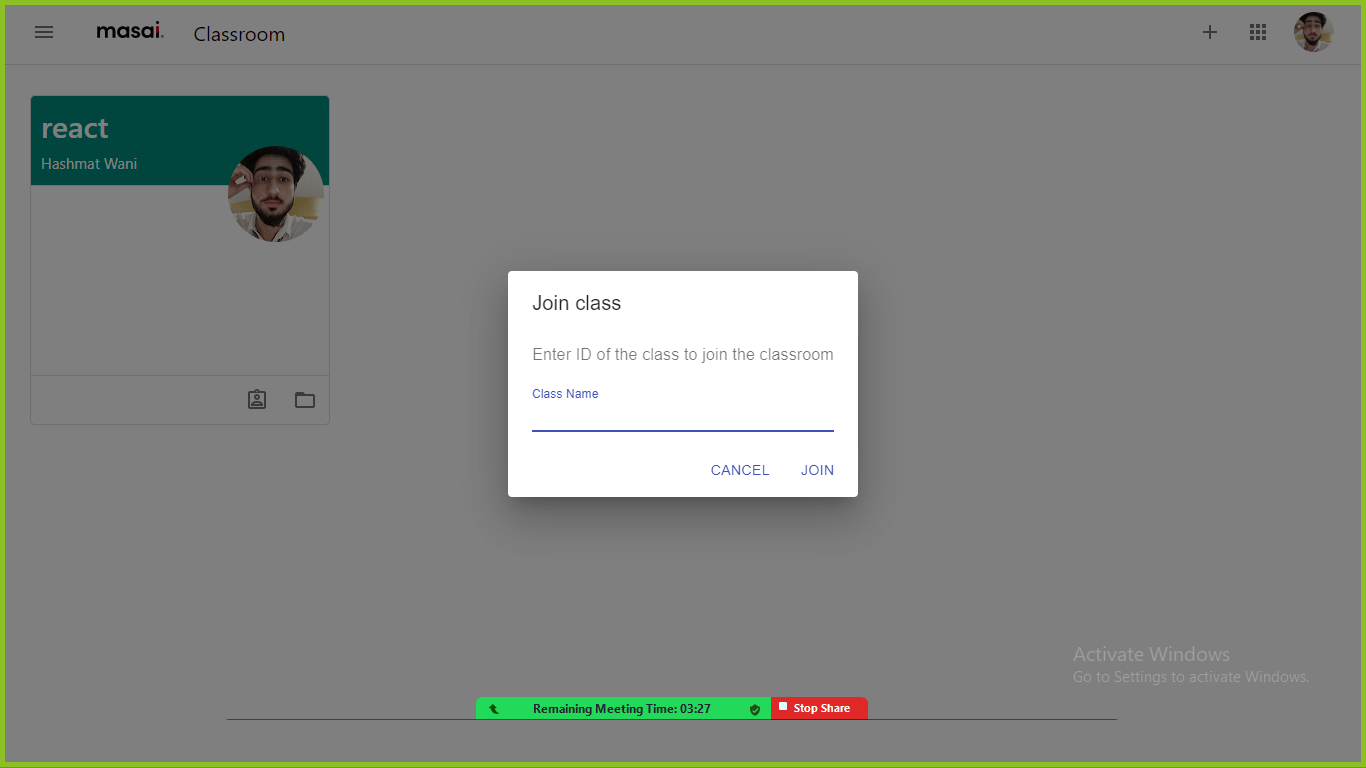 masai.
Classroom
react
Hashmat Wani
Join class
Enter ID of the class to join the classroom
Class Name
CANCEL
JOIN
Activate Windows
Go to Settings to activate Windows.
Remaining Meeting Time: 03:27
Stop Share